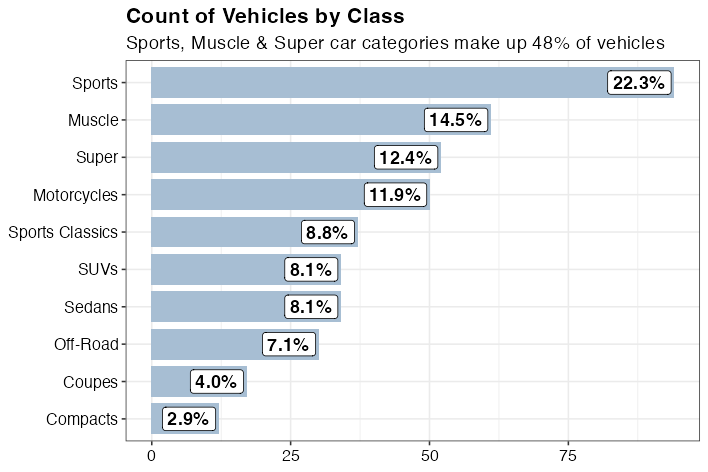 Count of Vehicles by Class
Sports, Muscle & Super car categories make up 48% of vehicles
Sports 22.3%
Muscle 14.5%
Super 12.4%
Motorcycles 11.9%
Sports Classics 8.8%
SUVs 8.1%
Sedans 8.1%
Off-Road 7.1%
Coupes 4.0%
Compacts 2.9%
0 25 50 75